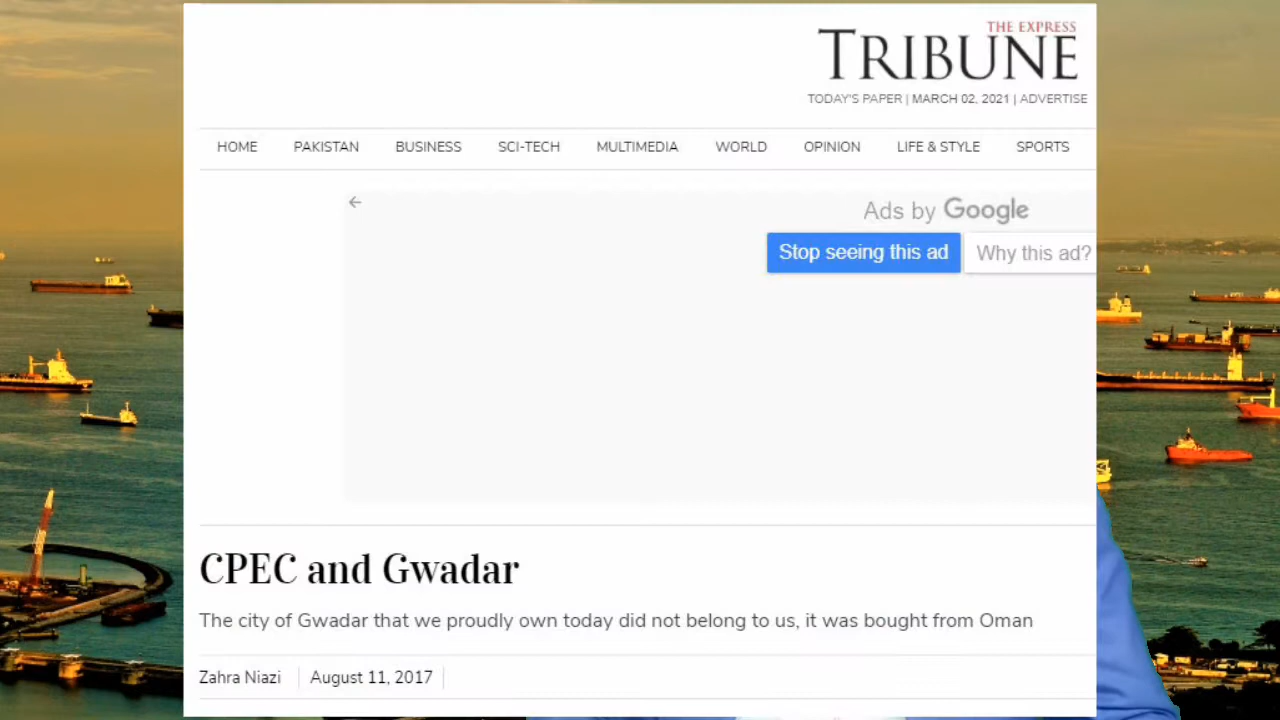 THE EXPRESS
TRIBUNE
TODAY'S PAPER | MARCH 02, 2021 | ADVERTISE
HOME PAKISTAN BUSINESS SCI-TECH MULTIMEDIA WORLD OPINION LIFE & STYLE SPORTS
Ads by Google
Stop seeing this ad Why this ad?
CPEC and Gwadar
The city of Gwadar that we proudly own today did not belong to us, it was bought from Oman
Zahra Niazi August 11, 2017